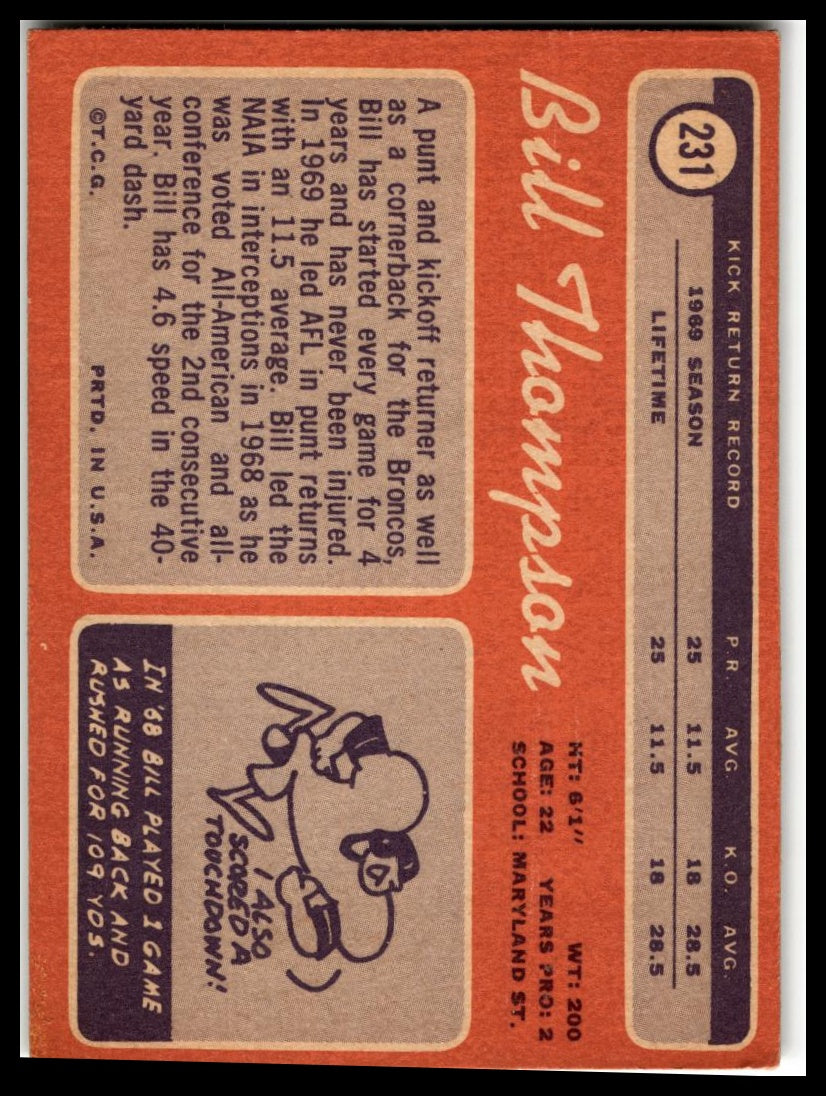 231
KICK RETURN RECORD P.R. AVG. K.O. AVG.
1969 SEASON 25 11.5 18 28.5
LIFETIME 25 11.5 18 28.5
Bill Thompson
HT: 6'1" WT: 200
AGE: 22 YEARS PRO: 2
SCHOOL: MARYLAND ST.
A punt and kickoff returner as well
as a cornerback for the Broncos,
Bill has started every game for 4
years and has never been injured.
In 1969 he led AFL in punt returns
with an 11.5 average. Bill led the
NAIA in interceptions in 1968 as he
was voted All-American and all-
conference for the 2nd consecutive
year. Bill has 4.6 speed in the 40-
yard dash.
©T.C.G. PRTD. IN U.S.A.
I ALSO
SCORED A
TOUCHDOWN!
IN '68 BILL PLAYED 1 GAME
AS RUNNING BACK AND
RUSHED FOR 109 YDS.